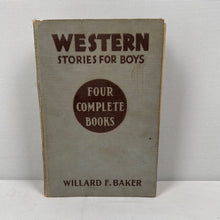 WESTERN
STORIES FOR BOYS
FOUR
COMPLETE
BOOKS
WILLARD F. BAKER